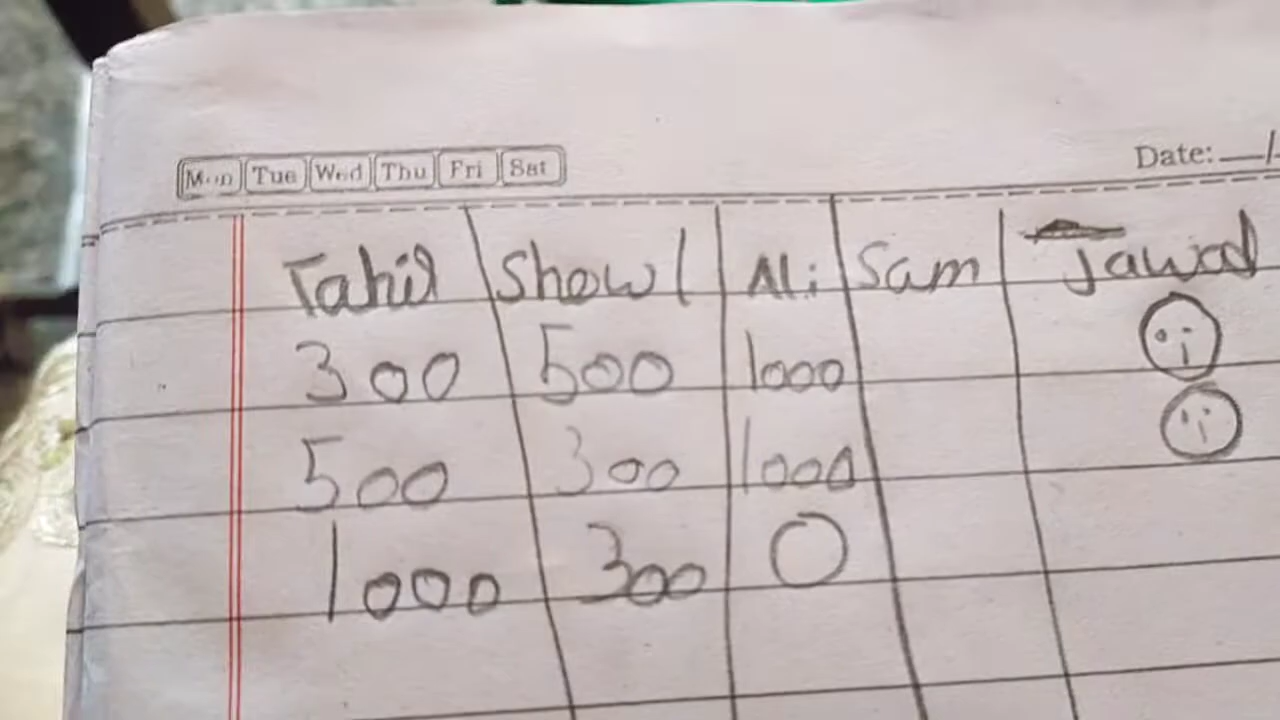 Mon Tue Wed Thu Fri Sat
Date:
Tahir Showl Ali Sam Jawad
300 500 1000
500 300 1000
1000 300 0